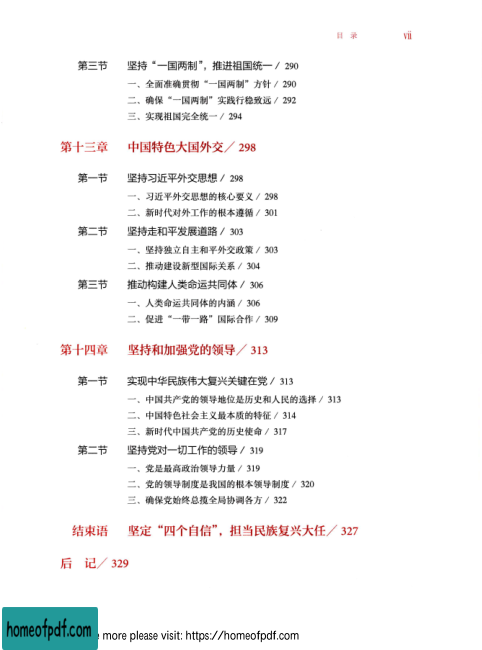 目 录 vii
第三节 坚持“一国两制”，推进祖国统一 / 290
一、全面准确贯彻“一国两制”方针 / 290
二、确保“一国两制”实践行稳致远 / 292
三、实现祖国完全统一 / 294
第十三章 中国特色大国外交 / 298
第一节 坚持习近平外交思想 / 298
一、习近平外交思想的核心要义 / 298
二、新时代对外工作的根本遵循 / 301
第二节 坚持走和平发展道路 / 303
一、坚持独立自主和平外交政策 / 303
二、推动建设新型国际关系 / 304
第三节 推动构建人类命运共同体 / 306
一、人类命运共同体的内涵 / 306
二、促进“一带一路”国际合作 / 309
第十四章 坚持和加强党的领导 / 313
第一节 实现中华民族伟大复兴关键在党 / 313
一、中国共产党的领导地位是历史和人民的选择 / 313
二、中国特色社会主义最本质的特征 / 314
三、新时代中国共产党的历史使命 / 317
第二节 坚持党对一切工作的领导 / 319
一、党是最高政治领导力量 / 319
二、党的领导制度是我国的根本领导制度 / 320
三、确保党始终总揽全局协调各方 / 322
结束语 坚定“四个自信”，担当民族复兴大任 / 327
后 记 / 329
homeofpdf.com
more please visit: https://homeofpdf.com